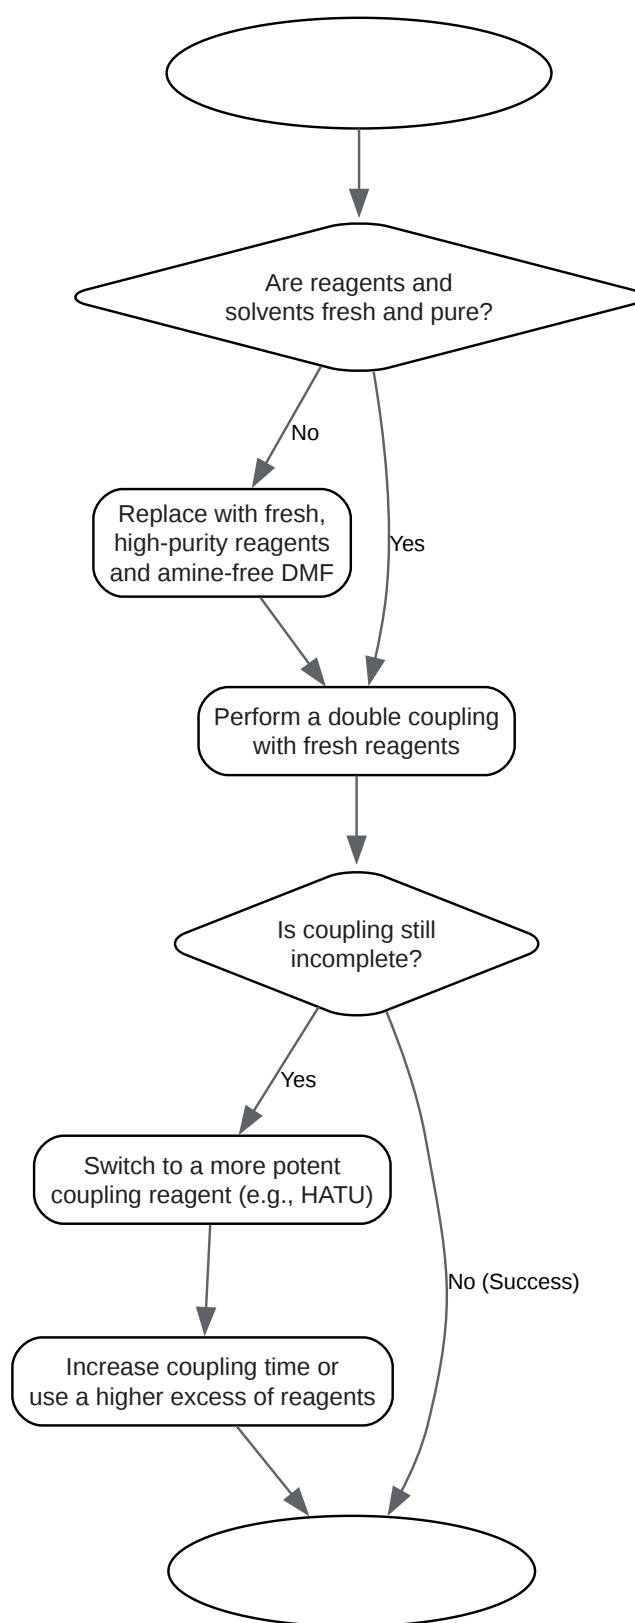 Are reagents and
solvents fresh and pure?
No
Replace with fresh,
high-purity reagents
and amine-free DMF
Yes
Perform a double coupling
with fresh reagents
Is coupling still
incomplete?
Yes
Switch to a more potent
coupling reagent (e.g., HATU)
No (Success)
Increase coupling time or
use a higher excess of reagents